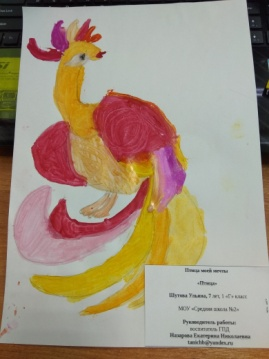 Птица моей мечты
«Птица»
Шутова Ульяна, 7 лет, 1 «Г» класс
МОУ «Средняя школа №2»
Руководитель работы:
воспитатель ГПД
Назарова Екатерина Николаевна